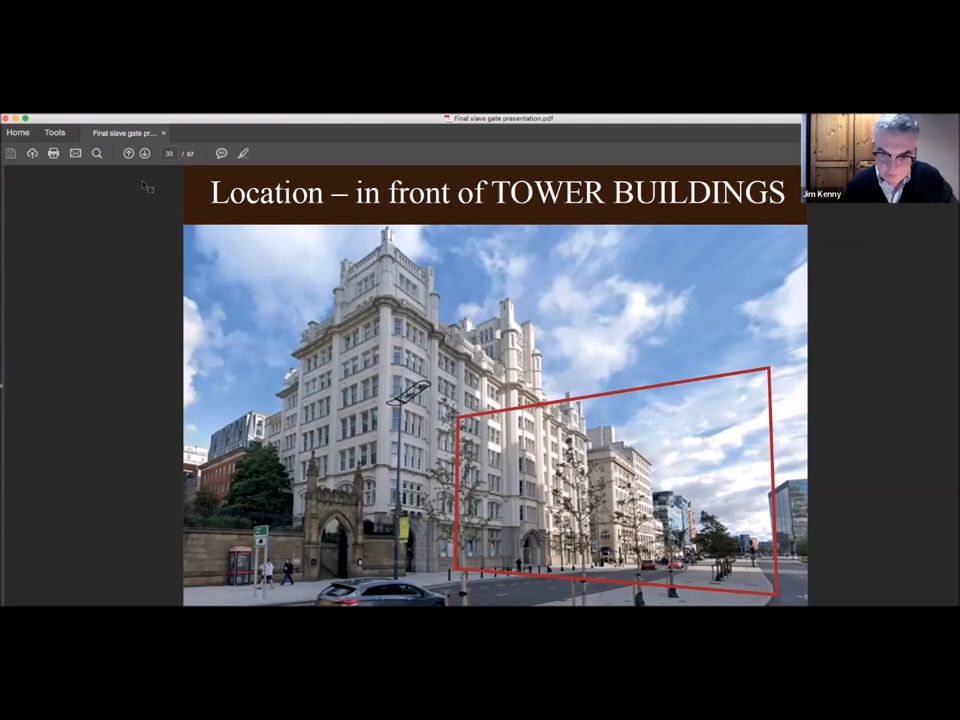 Final slave gate presentation.pdf
Home Tools Final slave gate pr... ×
33 / 67
Jim Kenny
Location – in front of TOWER BUILDINGS